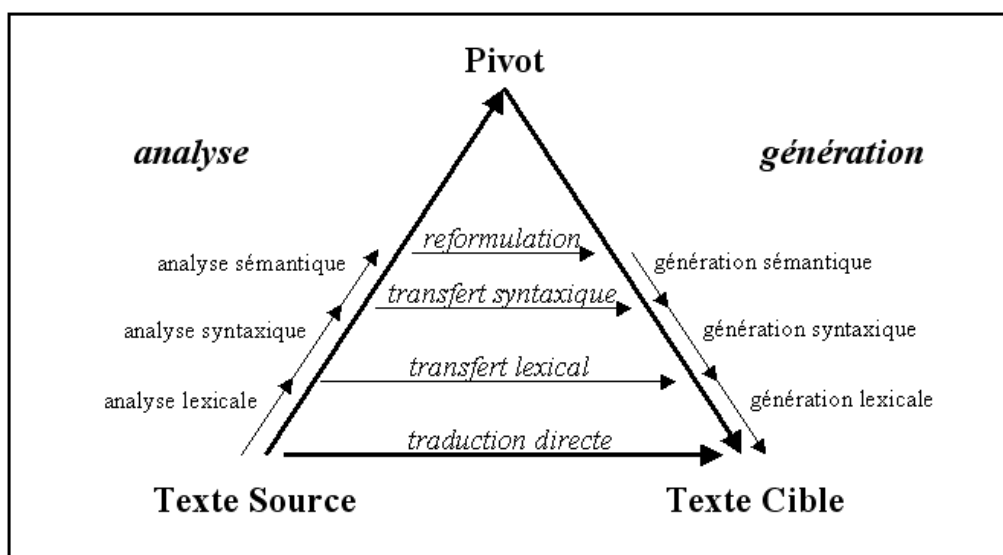 Pivot
analyse
génération
reformulation
analyse sémantique
génération sémantique
transfert syntaxique
analyse syntaxique
génération syntaxique
transfert lexical
analyse lexicale
génération lexicale
traduction directe
Texte Source
Texte Cible